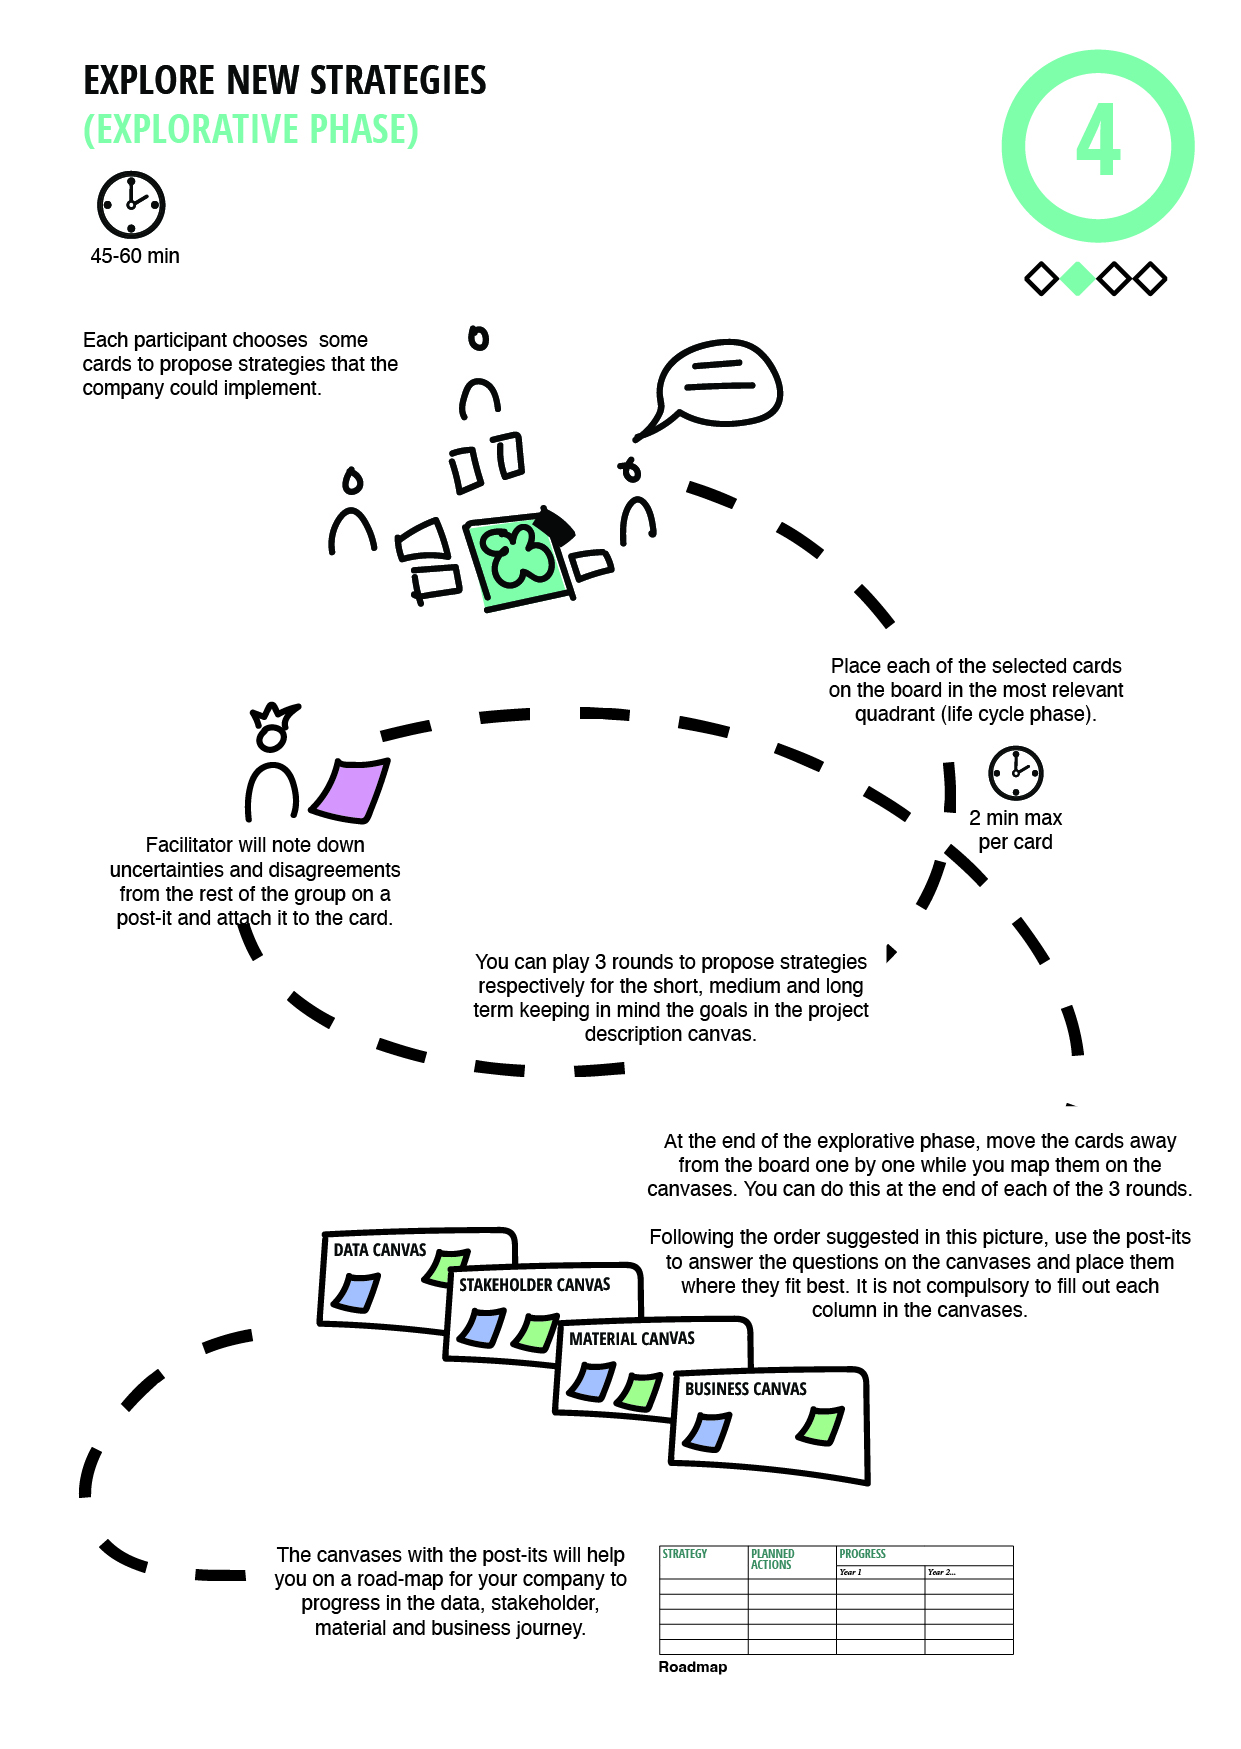 EXPLORE NEW STRATEGIES
(EXPLORATIVE PHASE)
4
45-60 min
Each participant chooses  some
cards to propose strategies that the
company could implement.
Place each of the selected cards
on the board in the most relevant
quadrant (life cycle phase).
2 min max
per card
Facilitator will note down
uncertainties and disagreements
from the rest of the group on a
post-it and attach it to the card.
You can play 3 rounds to propose strategies
respectively for the short, medium and long
term keeping in mind the goals in the project
description canvas.
At the end of the explorative phase, move the cards away
from the board one by one while you map them on the
canvases. You can do this at the end of each of the 3 rounds.
Following the order suggested in this picture, use the post-its
to answer the questions on the canvases and place them
where they fit best. It is not compulsory to fill out each
column in the canvases.
DATA CANVAS
STAKEHOLDER CANVAS
MATERIAL CANVAS
BUSINESS CANVAS
The canvases with the post-its will help
you on a road-map for your company to
progress in the data, stakeholder,
material and business journey.
STRATEGY
PLANNED
ACTIONS
PROGRESS
Year 1
Year 2...
Roadmap